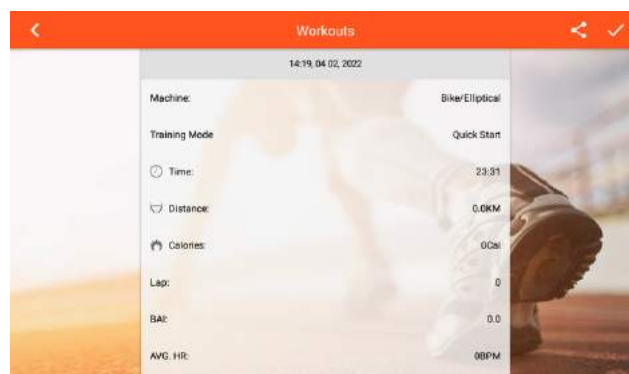 Workouts
14:19, 04 02, 2022
Machine: Bike/Elliptical
Training Mode Quick Start
Time: 23:31
Distance: 0.0KM
Calories: 0Cal
Lap: 0
BAI: 0.0
AVG. HR: 0BPM